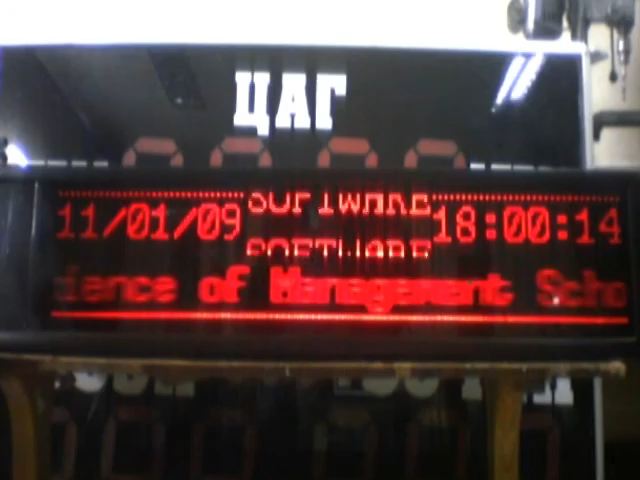 ЦАГ
11/01/09 SOFTWARE 18:00:14
SOFTWARE
ience of Management Scho